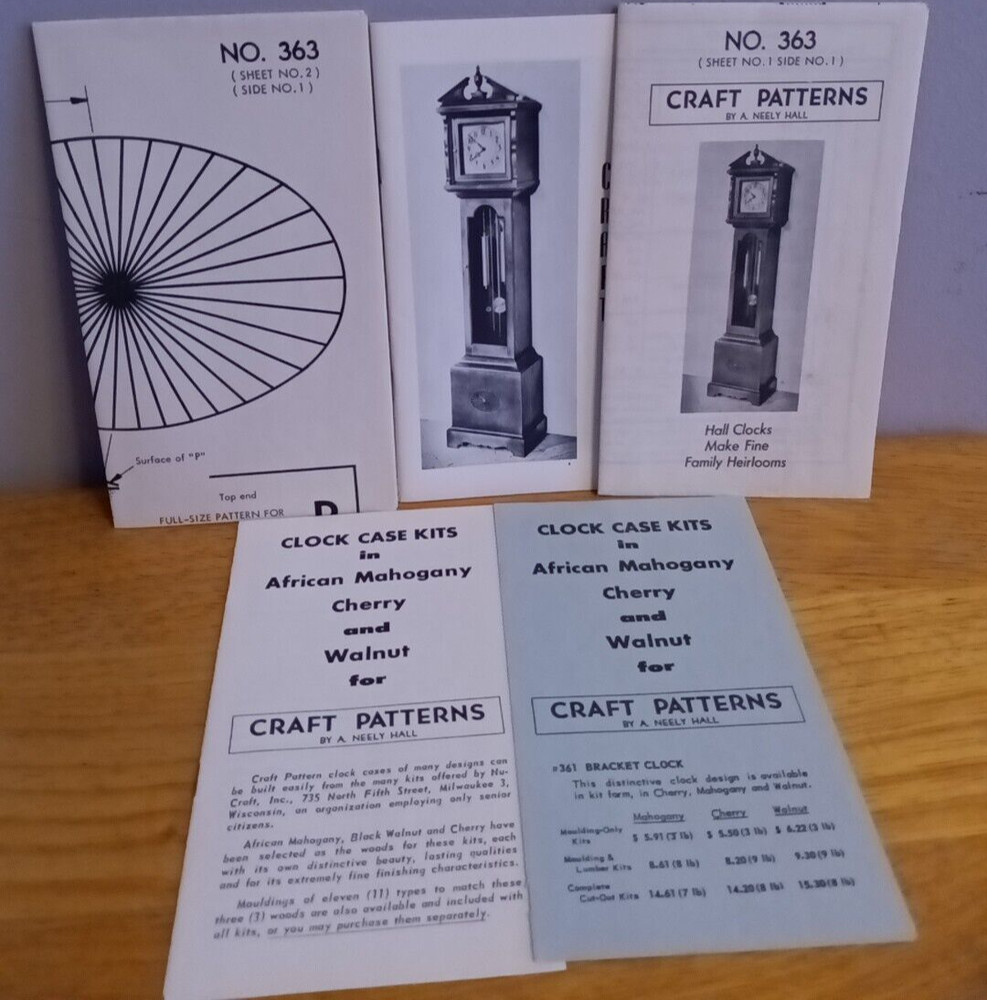 NO. 363
( SHEET NO. 2 )
( SIDE NO. 1 )
Surface of "P"
Top end
FULL-SIZE PATTERN FOR
NO. 363
( SHEET NO. 1 SIDE NO. 1 )
CRAFT PATTERNS
BY A. NEELY HALL
Hall Clocks
Make Fine
Family Heirlooms
CLOCK CASE KITS
in
African Mahogany
Cherry
and
Walnut
for
CRAFT PATTERNS
BY A. NEELY HALL
Craft Pattern clock cases of many designs can
be built easily from the many kits offered by Nu-
Craft, Inc., 735 North Fifth Street, Milwaukee 3,
Wisconsin, an organization employing only senior
citizens.
African Mahogany, Black Walnut and Cherry have
been selected as the woods for these kits, each
with its own distinctive beauty, lasting qualities
and for its extremely fine finishing characteristics.
Mouldings of eleven (11) types to match these
three (3) woods are also available and included with
all kits, or you may purchase them separately.
CLOCK CASE KITS
in
African Mahogany
Cherry
and
Walnut
for
CRAFT PATTERNS
BY A. NEELY HALL
#361 BRACKET CLOCK
This distinctive clock design is available
in kit form, in Cherry, Mahogany and Walnut.
Mahogany Cherry Walnut
Moulding-Only
Kits $ 5.91 (3 lb) $ 5.50 (3 lb) $ 6.22 (3 lb)
Moulding &
Lumber Kits 8.61 (8 lb) 8.20 (9 lb) 9.30 (9 lb)
Complete
Cut-Out Kits 14.61 (7 lb) 14.20 (8 lb) 15.30 (8 lb)